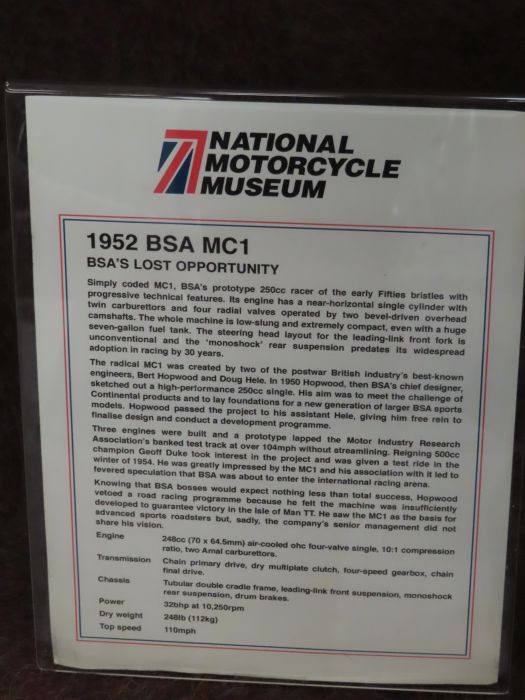 NATIONAL
MOTORCYCLE
MUSEUM
1952 BSA MC1
BSA'S LOST OPPORTUNITY
Simply coded MC1, BSA's prototype 250cc racer of the early Fifties bristles with
progressive technical features. Its engine has a near-horizontal single cylinder with
twin carburettors and four radial valves operated by two bevel-driven overhead
camshafts. The whole machine is low-slung and extremely compact, even with a huge
seven-gallon fuel tank. The steering head layout for the leading-link front fork is
unconventional and the 'monoshock' rear suspension predates its widespread
adoption in racing by 30 years.
The radical MC1 was created by two of the postwar British Industry's best-known
engineers, Bert Hopwood and Doug Hele. In 1950 Hopwood, then BSA's chief designer,
sketched out a high-performance 250cc single. His aim was to meet the challenge of
Continental products and to lay foundations for a new generation of larger BSA sports
models. Hopwood passed the project to his assistant Hele, giving him free rein to
finalise design and conduct a development programme.
Three engines were built and a prototype lapped the Motor Industry Research
Association's banked test track at over 104mph without streamlining. Reigning 500cc
champion Geoff Duke took interest in the project and was given a test ride in the
winter of 1954. He was greatly impressed by the MC1 and his association with it led to
fevered speculation that BSA was about to enter the international racing arena.
Knowing that BSA bosses would expect nothing less than total success, Hopwood
vetoed a road racing programme because he felt the machine was insufficiently
developed to guarantee victory in the Isle of Man TT. He saw the MC1 as the basis for
advanced sports roadsters but, sadly, the company's senior management did not
share his vision.
Engine 248cc (70 x 64.5mm) air-cooled ohc four-valve single, 10:1 compression
ratio, two Amal carburettors.
Transmission Chain primary drive, dry multiplate clutch, four-speed gearbox, chain
final drive.
Chassis Tubular double cradle frame, leading-link front suspension, monoshock
rear suspension, drum brakes.
Power 32bhp at 10,250rpm
Dry weight 248lb (112kg)
Top speed 110mph